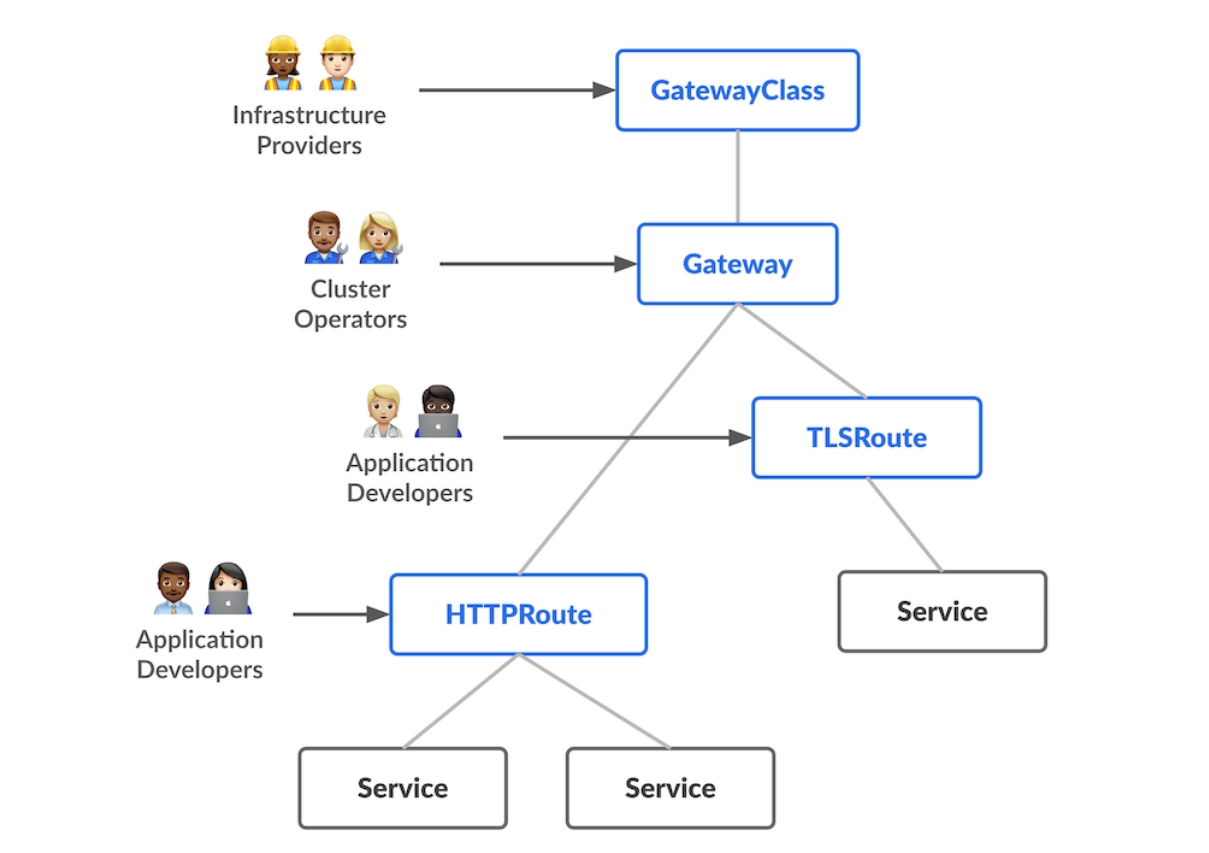 GatewayClass
Infrastructure
Providers
Gateway
Cluster
Operators
TLSRoute
Application
Developers
HTTPRoute
Service
Application
Developers
Service
Service